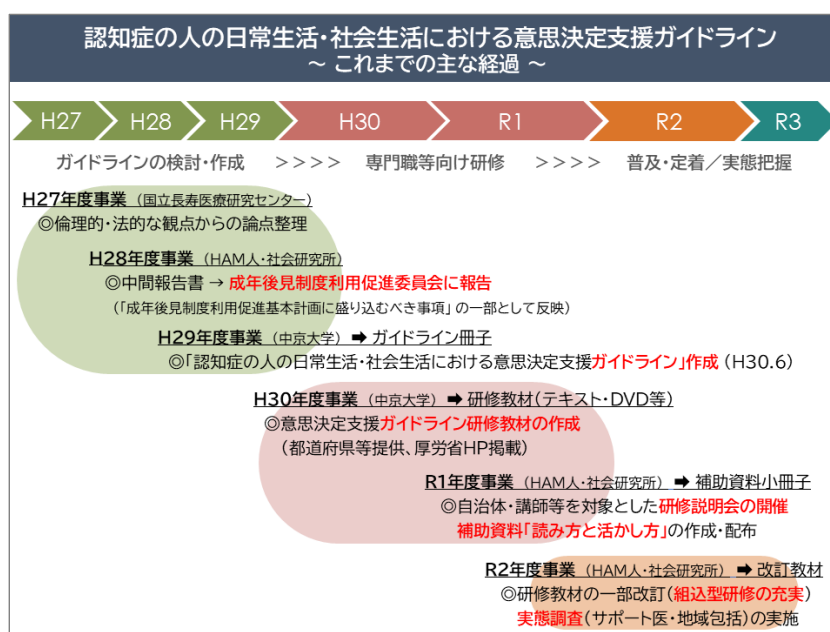 認知症の人の日常生活・社会生活における意思決定支援ガイドライン
～ これまでの主な経過 ～
H27 H28 H29 H30 R1 R2 R3
ガイドラインの検討・作成 ＞＞＞＞ 専門職等向け研修 ＞＞＞＞ 普及・定着／実態把握
H27年度事業（国立長寿医療研究センター）
◎倫理的・法的な観点からの論点整理
H28年度事業（HAM人・社会研究所）
◎中間報告書 → 成年後見制度利用促進委員会に報告
（「成年後見制度利用促進基本計画に盛り込むべき事項」の一部として反映）
H29年度事業（中京大学）➡ ガイドライン冊子
◎「認知症の人の日常生活・社会生活における意思決定支援ガイドライン」作成（H30.6）
H30年度事業（中京大学）➡ 研修教材（テキスト・DVD等）
◎意思決定支援ガイドライン研修教材の作成
（都道府県等提供、厚労省HP掲載）
R1年度事業（HAM人・社会研究所）➡ 補助資料小冊子
◎自治体・講師等を対象とした研修説明会の開催
補助資料「読み方と活かし方」の作成・配布
R2年度事業（HAM人・社会研究所）➡ 改訂教材
◎研修教材の一部改訂（組込型研修の充実）
実態調査（サポート医・地域包括）の実施